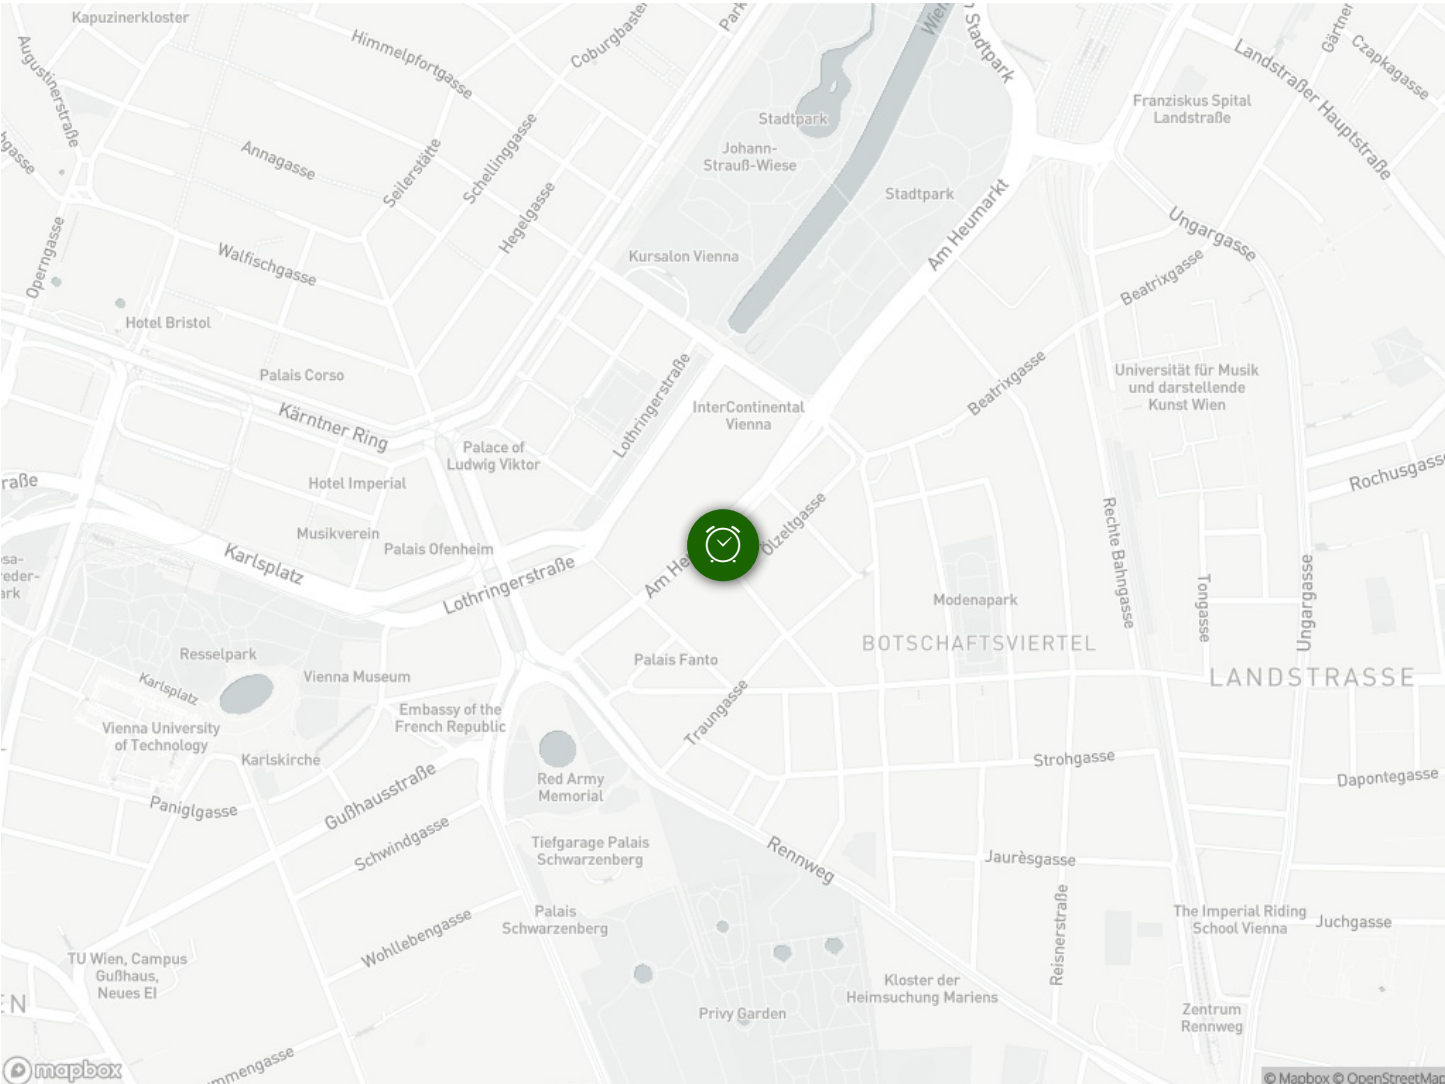 Kapuzinerkloster
Himmelpfortgasse
Augustinerstraße
Annagasse
Seilerstätte
Schellinggasse
Hegelgasse
Walfischgasse
Operngasse
Stadtpark
Stadtpark
Johann-
Strauß-Wiese
Stadtpark
Am Heumarkt
Kursalon Vienna
Franziskus Spital
Landstraße
Landstraßer Hauptstraße
Czapkagasse
Ungargasse
Beatrixgasse
Hotel Bristol
Palais Corso
Kärntner Ring
Lothringerstraße
InterContinental
Vienna
Beatrixgasse
Universität für Musik
und darstellende
Kunst Wien
Palace of
Ludwig Viktor
Hotel Imperial
Musikverein
Palais Ofenheim
Karlsplatz
Lothringerstraße
Am He
Ölzeltgasse
Rechte Bahngasse
Rochusgasse
Tongasse
Ungargasse
Modenapark
BOTSCHAFTSVIERTEL
LANDSTRASSE
Resselpark
Karlsplatz
Vienna Museum
Palais Fanto
Traungasse
Vienna University
of Technology
Karlskirche
Embassy of the
French Republic
Red Army
Memorial
Strohgasse
Dapontegasse
Paniglgasse
Gußhausstraße
Schwindgasse
Tiefgarage Palais
Schwarzenberg
Rennweg
Jaurèsgasse
Reisnerstraße
Palais
Schwarzenberg
Wohllebengasse
The Imperial Riding
School Vienna
Juchgasse
TU Wien, Campus
Gußhaus,
Neues EI
Privy Garden
Kloster der
Heimsuchung Mariens
Zentrum
Rennweg
mapbox
© Mapbox © OpenStreetMap